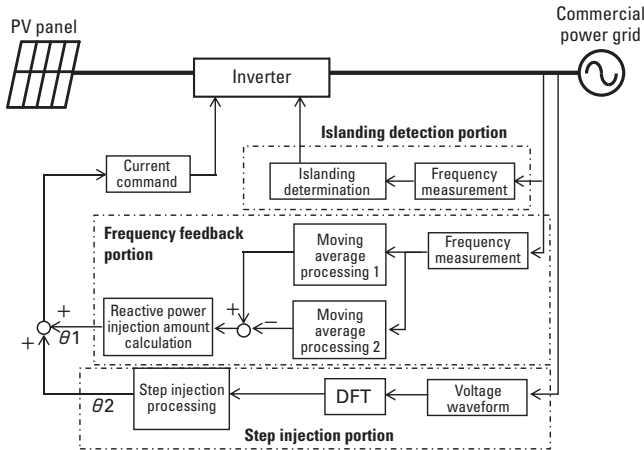 PV panel
Commercial
power grid
Inverter
Islanding detection portion
Current
command
Islanding
determination
Frequency
measurement
Frequency feedback
portion
Moving
average
processing 1
Frequency
measurement
+
Reactive power
injection amount
calculation
+
−
Moving
average
processing 2
+
θ1
θ2
Step injection
processing
DFT
Voltage
waveform
Step injection portion